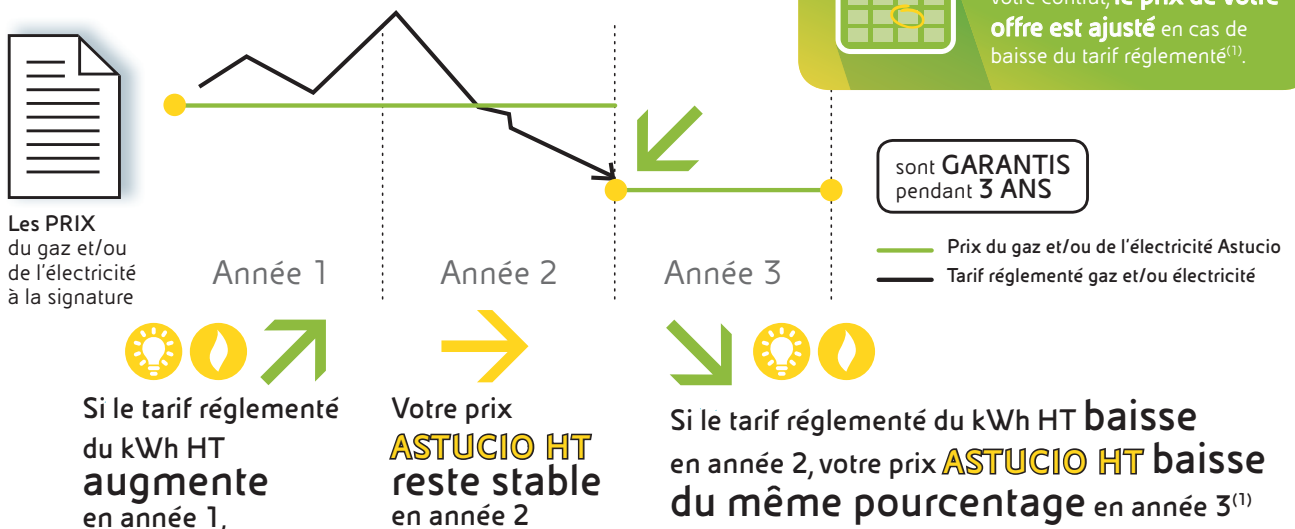 votre contrat, le prix de votre
offre est ajusté en cas de
baisse du tarif réglementé(1).
sont GARANTIS
pendant 3 ANS
Les PRIX
du gaz et/ou
de l'électricité
à la signature
Année 1
Année 2
Année 3
Prix du gaz et/ou de l'électricité Astucio
Tarif réglementé gaz et/ou électricité
Si le tarif réglementé
du kWh HT
augmente
en année 1,
Votre prix
ASTUCIO HT
reste stable
en année 2
Si le tarif réglementé du kWh HT baisse
en année 2, votre prix ASTUCIO HT baisse
du même pourcentage en année 3(1)